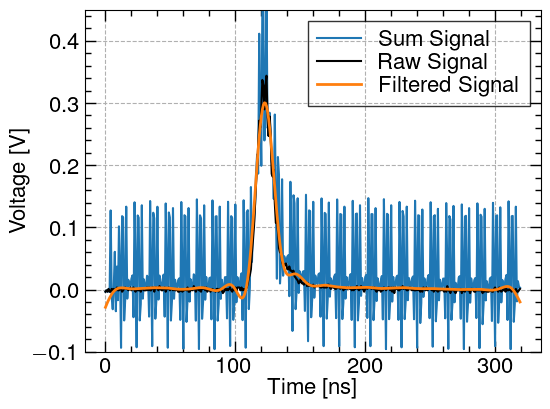 Sum Signal
Raw Signal
Filtered Signal
0.4
0.3
0.2
0.1
0.0
−0.1
Voltage [V]
0 100 200 300
Time [ns]